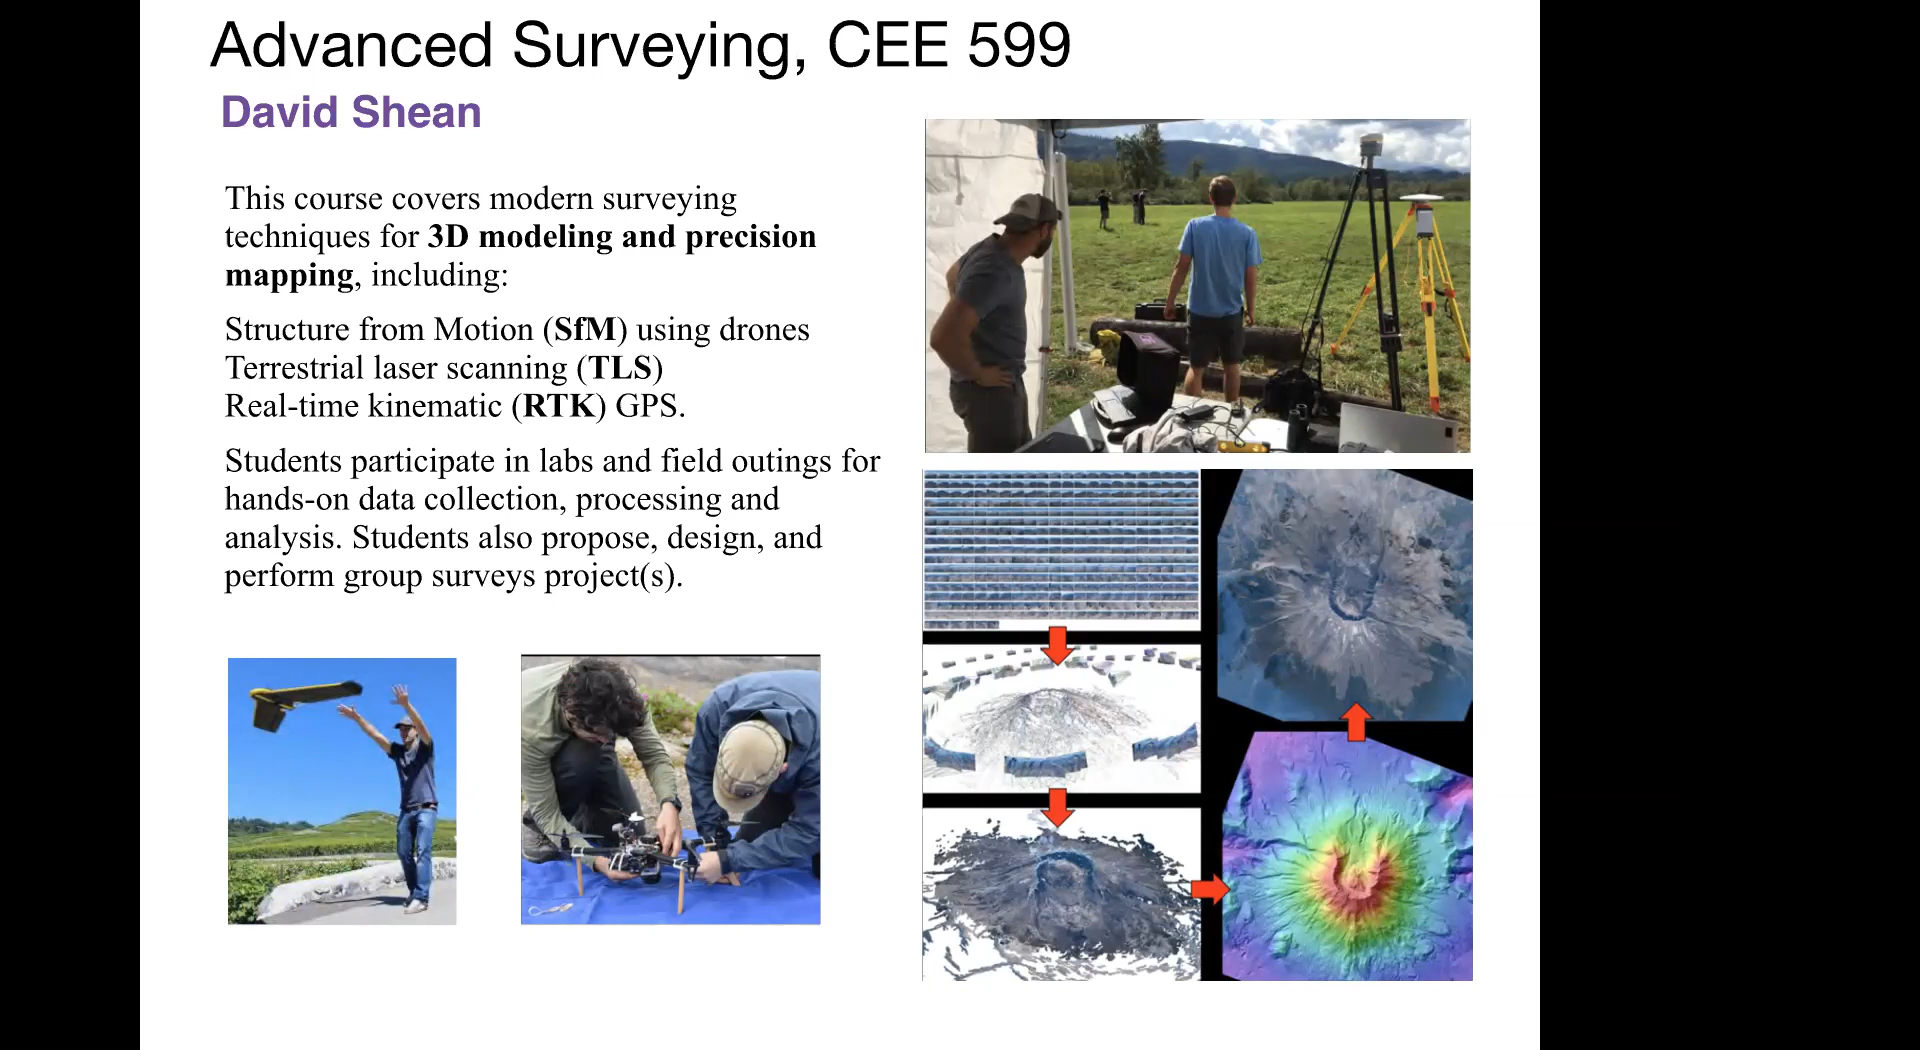 Advanced Surveying, CEE 599
David Shean
This course covers modern surveying
techniques for 3D modeling and precision
mapping, including:
Structure from Motion (SfM) using drones
Terrestrial laser scanning (TLS)
Real-time kinematic (RTK) GPS.
Students participate in labs and field outings for
hands-on data collection, processing and
analysis. Students also propose, design, and
perform group surveys project(s).